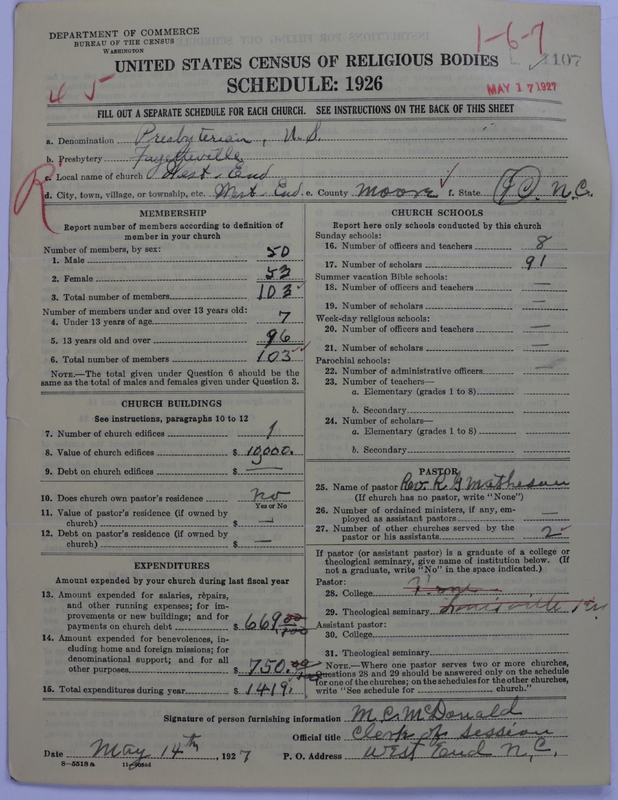 DEPARTMENT OF COMMERCE
BUREAU OF THE CENSUS
WASHINGTON
1-6-7
UNITED STATES CENSUS OF RELIGIOUS BODIES
1107
SCHEDULE: 1926
MAY 17 1927
45
FILL OUT A SEPARATE SCHEDULE FOR EACH CHURCH. SEE INSTRUCTIONS ON THE BACK OF THIS SHEET
a. Denomination Presbyterian, U.S.
b. Presbytery Fayetteville
c. Local name of church West-End
R
d. City, town, village, or township, etc. West-End e. County Moore f. State N.C.
MEMBERSHIP
Report number of members according to definition of
member in your church
Number of members, by sex:
1. Male 50
2. Female 53
3. Total number of members 103
Number of members under and over 13 years old:
4. Under 13 years of age 7
5. 13 years old and over 96
6. Total number of members 103
NOTE.—The total given under Question 6 should be the
same as the total of males and females given under Question 3.
CHURCH BUILDINGS
See instructions, paragraphs 10 to 12
7. Number of church edifices 1
8. Value of church edifices $ 10,000.
9. Debt on church edifices $ —
10. Does church own pastor's residence no
Yes or No
11. Value of pastor's residence (if owned by
church) $ —
12. Debt on pastor's residence (if owned by
church) $ —
EXPENDITURES
Amount expended by your church during last fiscal year
13. Amount expended for salaries, repairs,
and other running expenses; for im-
provements or new buildings; and for
payments on church debt $ 669.00/100
14. Amount expended for benevolences, in-
cluding home and foreign missions; for
denominational support; and for all
other purposes $ 750.00
15. Total expenditures during year $ 1419
CHURCH SCHOOLS
Report here only schools conducted by this church
Sunday schools:
16. Number of officers and teachers 8
17. Number of scholars 91
Summer vacation Bible schools:
18. Number of officers and teachers —
19. Number of scholars —
Week-day religious schools:
20. Number of officers and teachers —
21. Number of scholars —
Parochial schools:
22. Number of administrative officers —
23. Number of teachers—
a. Elementary (grades 1 to 8)
b. Secondary
24. Number of scholars—
a. Elementary (grades 1 to 8)
b. Secondary
PASTOR
25. Name of pastor Rev. R G Matheson
(If church has no pastor, write "None")
26. Number of ordained ministers, if any, em-
ployed as assistant pastors —
27. Number of other churches served by the
pastor or his assistants 2
If pastor (or assistant pastor) is a graduate of a college or
theological seminary, give name of institution below. (If
not a graduate, write "No" in the space indicated.)
Pastor:
28. College
29. Theological seminary Louisville Ky
Assistant pastor:
30. College
31. Theological seminary
NOTE.—Where one pastor serves two or more churches,
Questions 28 and 29 should be answered only on the schedule
for one of the churches; on the schedules for the other churches,
write "See schedule for church."
Signature of person furnishing information M.C. McDonald
Official title Clerk of session
Date May 14th, 1927 P. O. Address West End N.C.
8—5518a